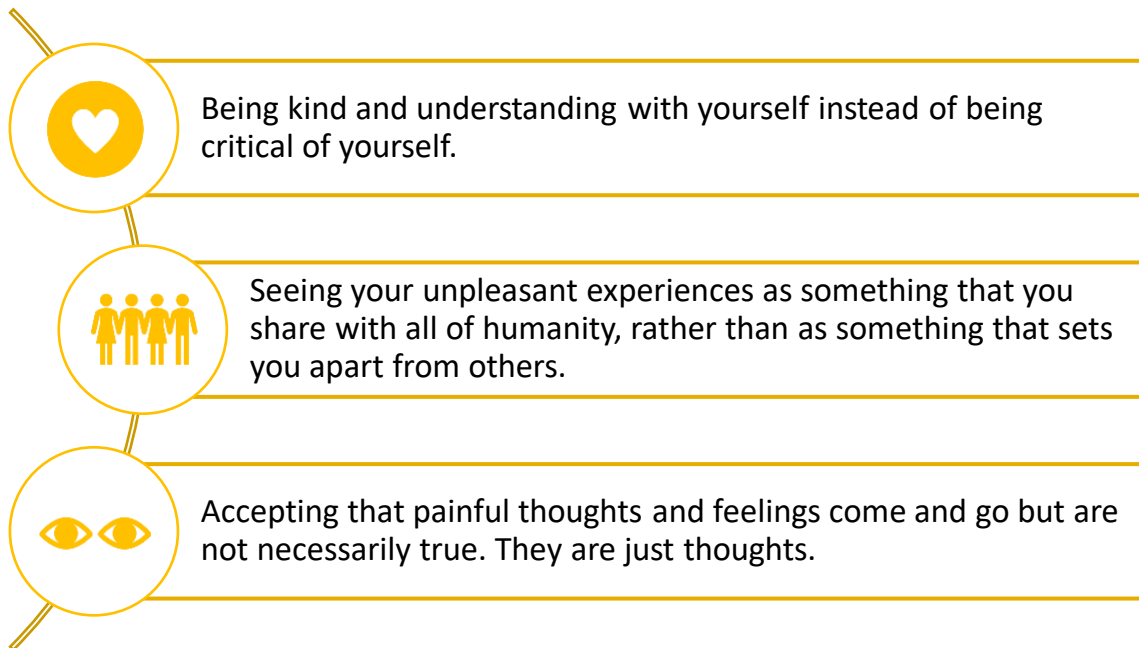 Being kind and understanding with yourself instead of being
critical of yourself.
Seeing your unpleasant experiences as something that you
share with all of humanity, rather than as something that sets
you apart from others.
Accepting that painful thoughts and feelings come and go but are
not necessarily true. They are just thoughts.